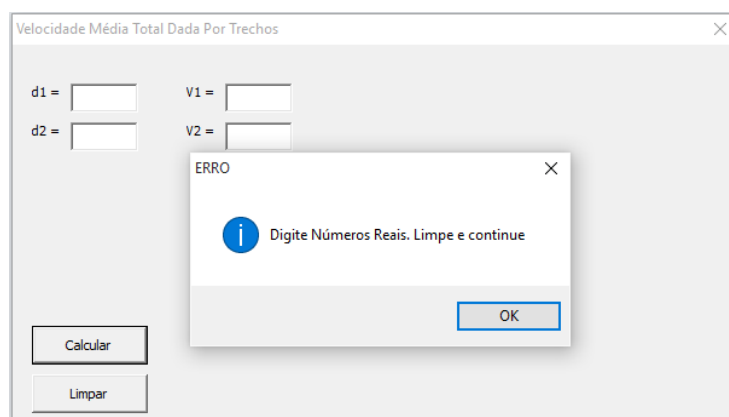 Velocidade Média Total Dada Por Trechos
d1 = V1 =
d2 = V2 =
ERRO
Digite Números Reais. Limpe e continue
OK
Calcular
Limpar